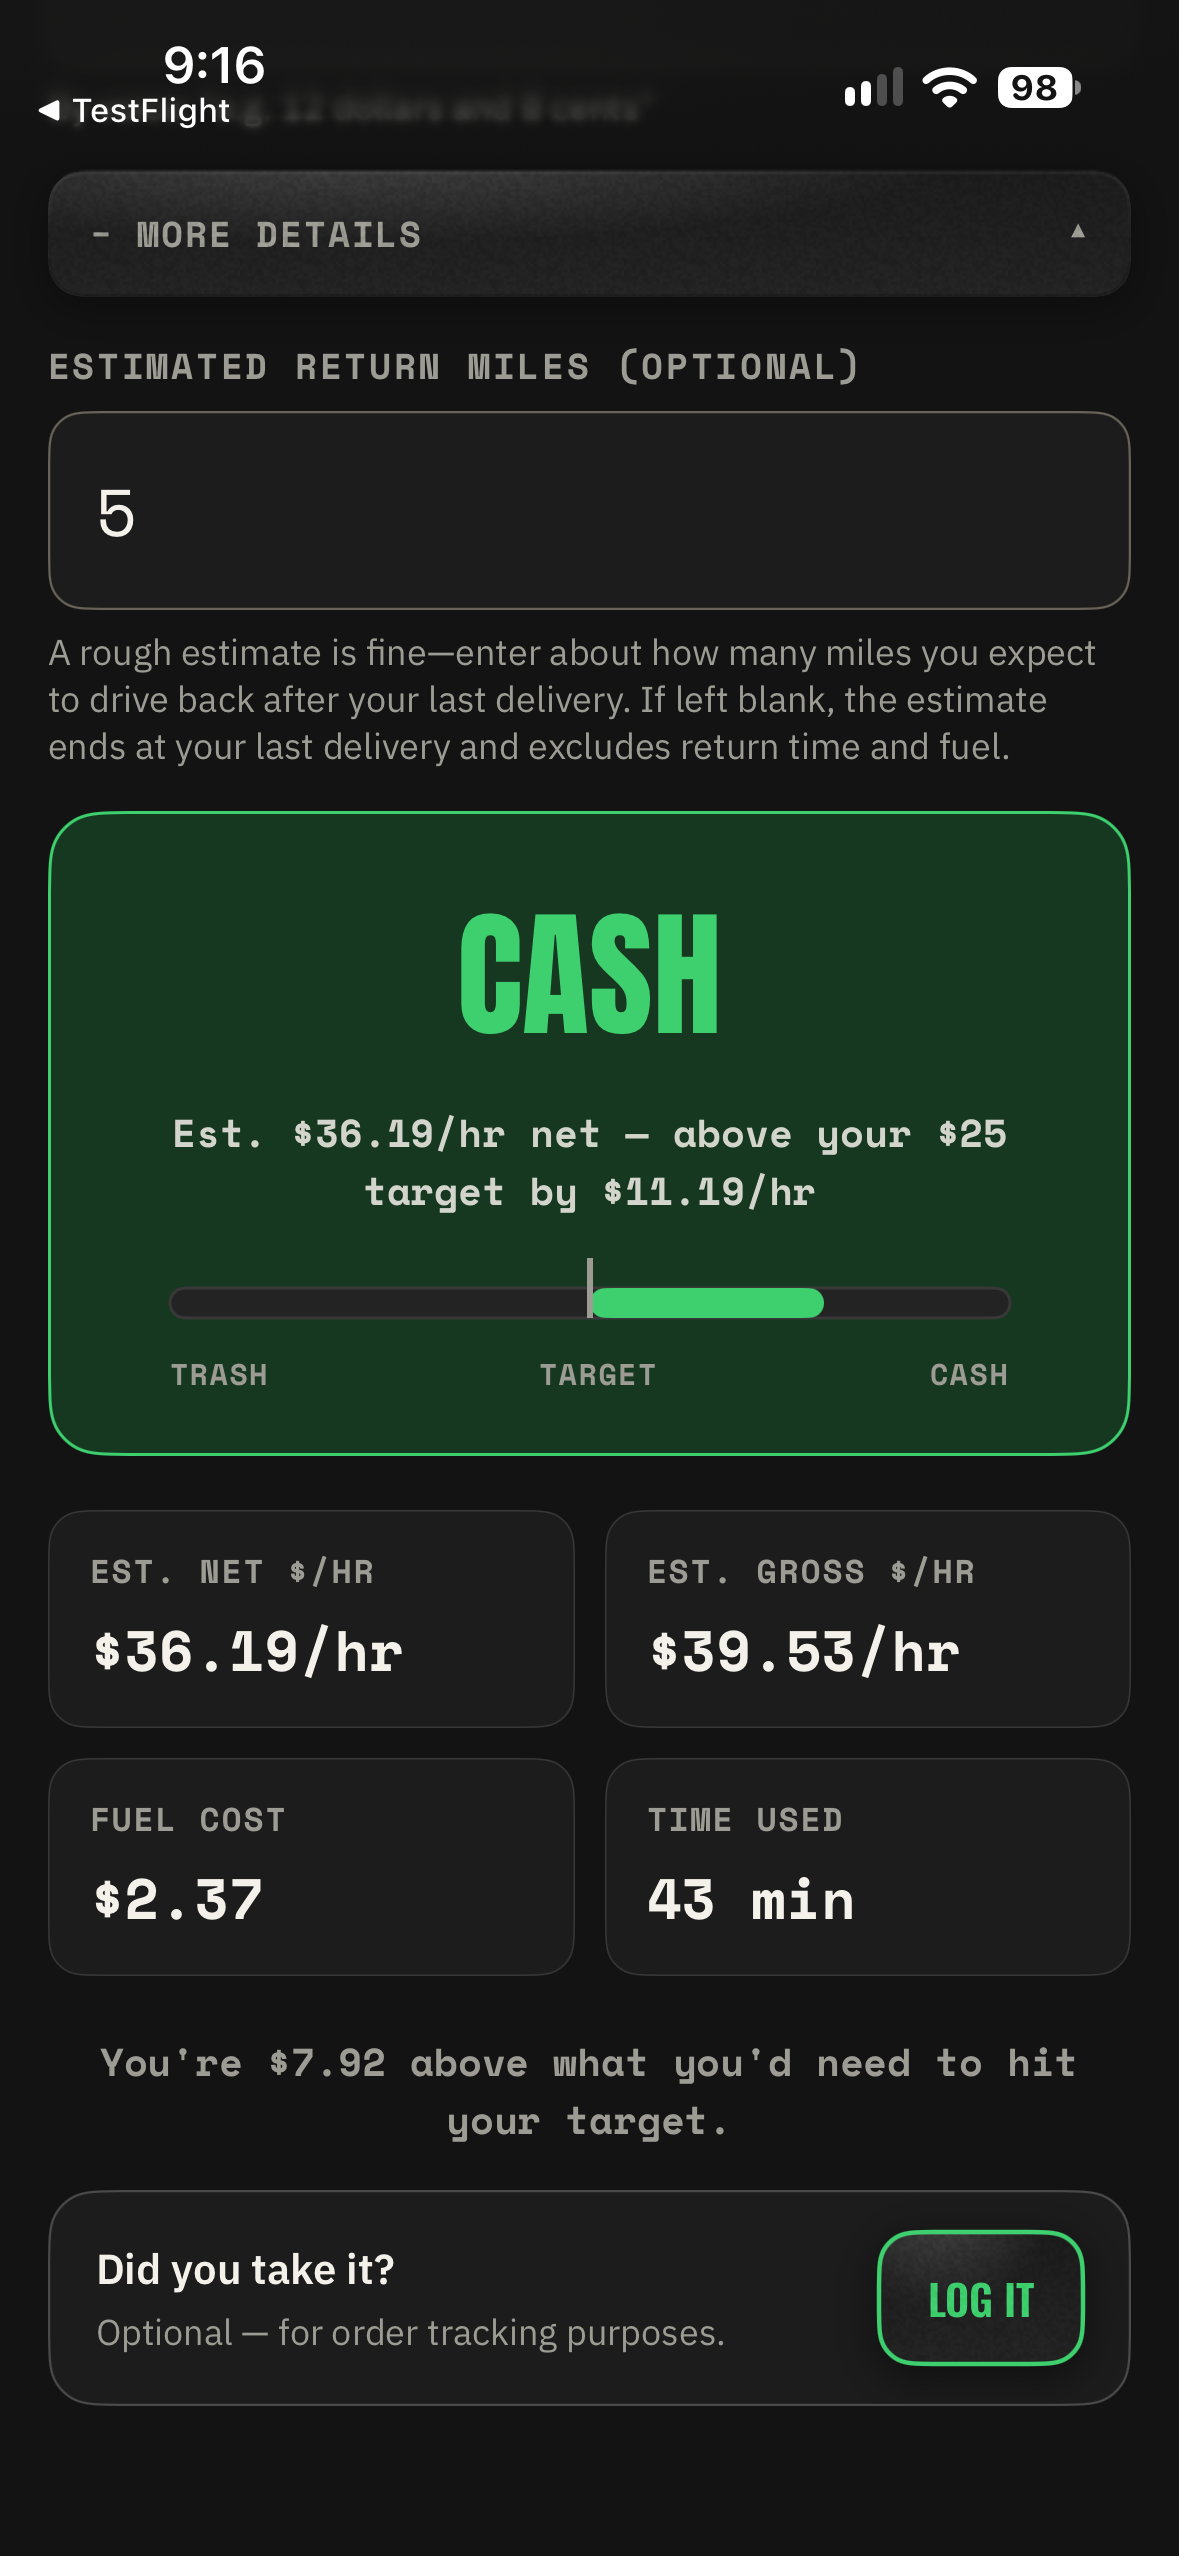 9:16
98
◀ TestFlight
12 dollars and 8 cents"
– MORE DETAILS ▲
ESTIMATED RETURN MILES (OPTIONAL)
5
A rough estimate is fine—enter about how many miles you expect
to drive back after your last delivery. If left blank, the estimate
ends at your last delivery and excludes return time and fuel.
CASH
Est. $36.19/hr net — above your $25
target by $11.19/hr
TRASH TARGET CASH
EST. NET $/HR
$36.19/hr
EST. GROSS $/HR
$39.53/hr
FUEL COST
$2.37
TIME USED
43 min
You're $7.92 above what you'd need to hit
your target.
Did you take it?
Optional — for order tracking purposes.
LOG IT